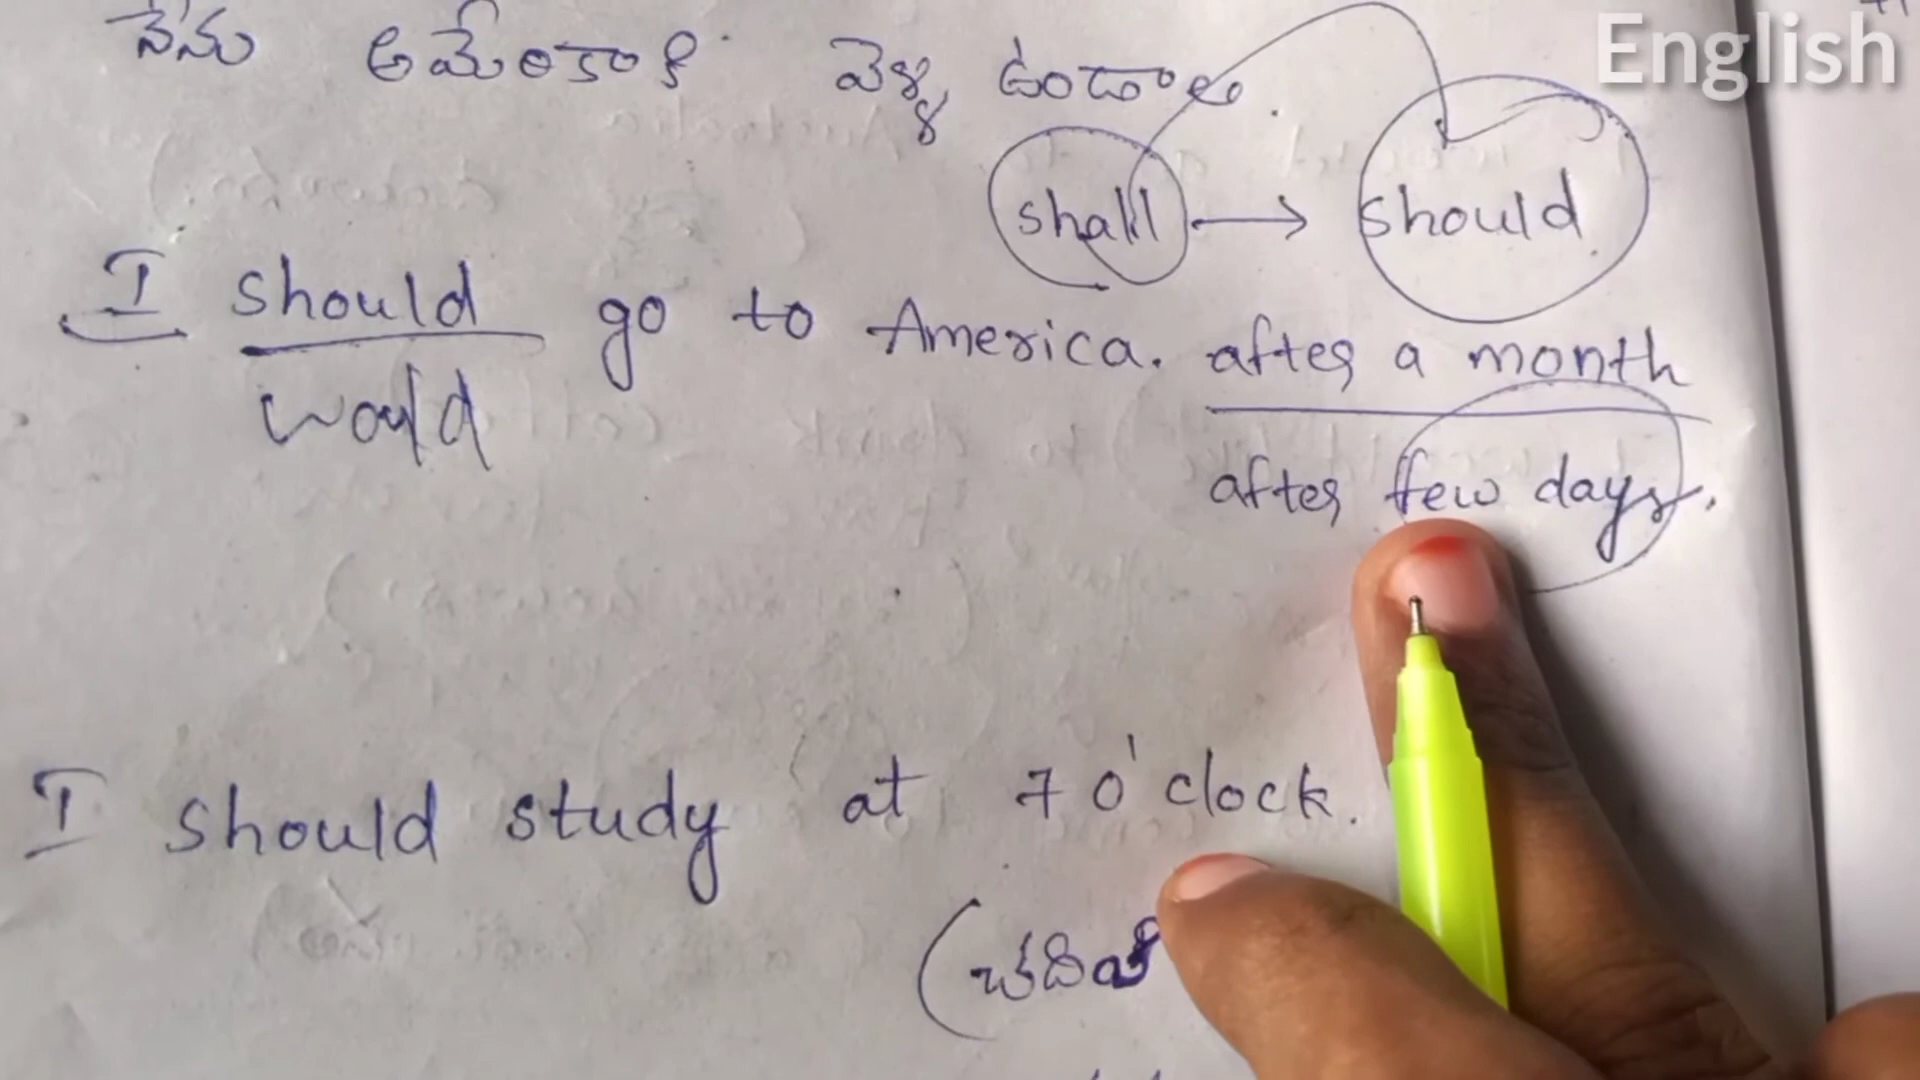 English
నేను అమేరికాకి వెళ్ళి ఉండాలి.
shall → should
I should go to America. after a month
would
after few days.
I should study at 7 o'clock.